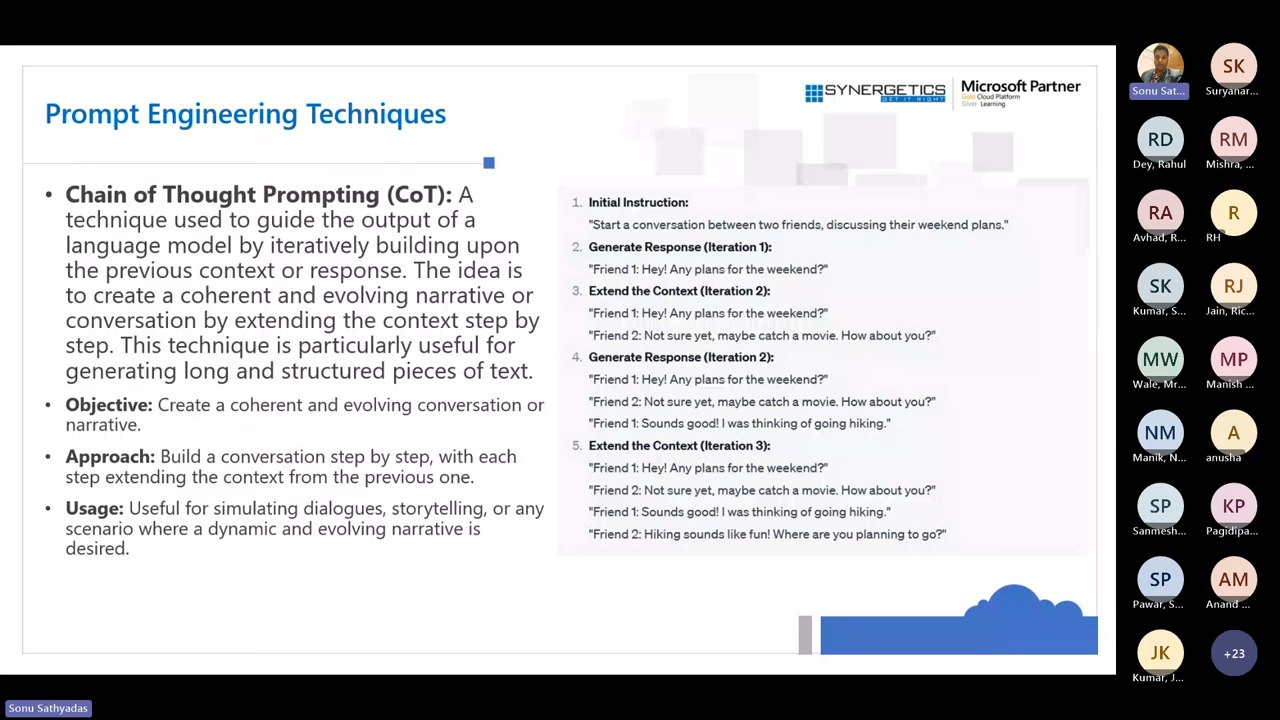 Prompt Engineering Techniques
SYNERGETICS
GET IT RIGHT
Microsoft Partner
Gold Cloud Platform
Silver Learning
• Chain of Thought Prompting (CoT): A
technique used to guide the output of a
language model by iteratively building upon
the previous context or response. The idea is
to create a coherent and evolving narrative or
conversation by extending the context step by
step. This technique is particularly useful for
generating long and structured pieces of text.
• Objective: Create a coherent and evolving conversation or
narrative.
• Approach: Build a conversation step by step, with each
step extending the context from the previous one.
• Usage: Useful for simulating dialogues, storytelling, or any
scenario where a dynamic and evolving narrative is
desired.
1. Initial Instruction:
"Start a conversation between two friends, discussing their weekend plans."
2. Generate Response (Iteration 1):
"Friend 1: Hey! Any plans for the weekend?"
3. Extend the Context (Iteration 2):
"Friend 1: Hey! Any plans for the weekend?"
"Friend 2: Not sure yet, maybe catch a movie. How about you?"
4. Generate Response (Iteration 2):
"Friend 1: Hey! Any plans for the weekend?"
"Friend 2: Not sure yet, maybe catch a movie. How about you?"
"Friend 1: Sounds good! I was thinking of going hiking."
5. Extend the Context (Iteration 3):
"Friend 1: Hey! Any plans for the weekend?"
"Friend 2: Not sure yet, maybe catch a movie. How about you?"
"Friend 1: Sounds good! I was thinking of going hiking."
"Friend 2: Hiking sounds like fun! Where are you planning to go?"
Sonu Sat...
SK
Suryanar...
RD
Dey, Rahul
RM
Mishra, ...
RA
Avhad, R...
R
RH
SK
Kumar, S...
RJ
Jain, Ric...
MW
Wale, Mr...
MP
Manish ...
NM
Manik, N...
A
anusha
SP
Sanmesh...
KP
Pagidipa...
SP
Pawar, S...
AM
Anand ...
JK
Kumar, J...
+23
Sonu Sathyadas